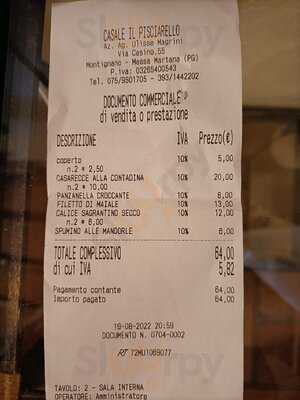 CASALE IL PISCIARELLO
Az. Ag. Ulisse Magrini
Via Cesino,55
Montignano - Massa Martana (PG)
P.iva: 03265400543
Tel. 075/9501705 - 393/1442202
DOCUMENTO COMMERCIALE
di vendita o prestazione
DESCRIZIONE IVA Prezzo(€)
coperto 10% 5,00
n.2 * 2,50
CASARECCE ALLA CONTADINA 10% 20,00
n.2 * 10,00
PANZANELLA CROCCANTE 10% 8,00
FILETTO DI MAIALE 10% 13,00
CALICE SAGRANTINO SECCO 10% 12,00
n.2 * 6,00
SPUMINO ALLE MANDORLE 10% 6,00
TOTALE COMPLESSIVO 64,00
di cui IVA 5,82
Pagamento contante 64,00
Importo pagato 64,00
19-08-2022 20:59
DOCUMENTO N. 0704-0002
RT 72MU1069077
TAVOLO: 2 - SALA INTERNA
OPERATORE: Amministratore